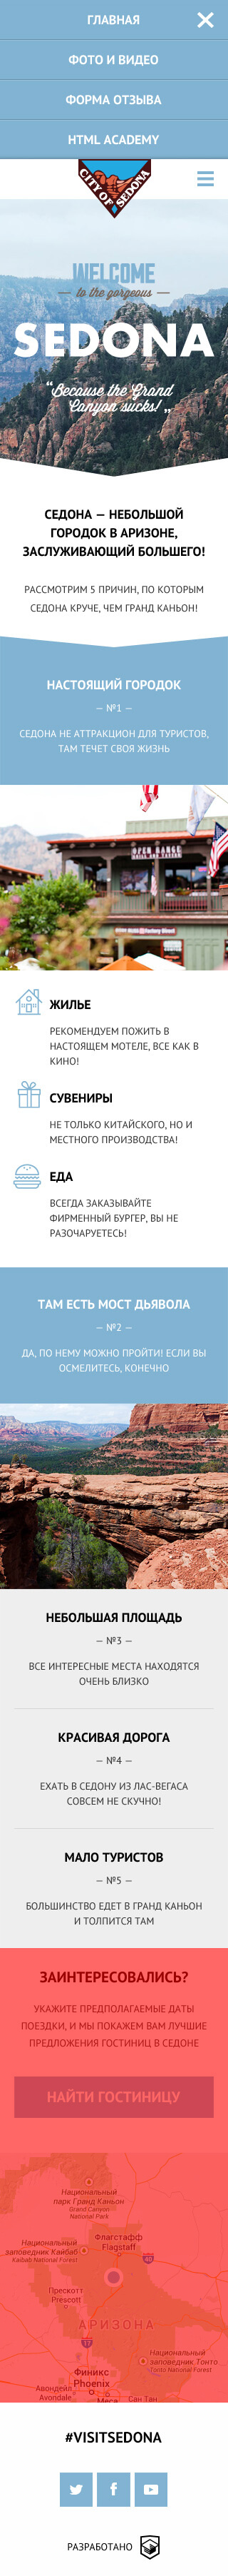 ГЛАВНАЯ
ФОТО И ВИДЕО
ФОРМА ОТЗЫВА
HTML ACADEMY
CITY OF SEDONA
WELCOME
— to the gorgeous —
SEDONA
“Because the Grand
Canyon sucks!„
СЕДОНА — НЕБОЛЬШОЙ
ГОРОДОК В АРИЗОНЕ,
ЗАСЛУЖИВАЮЩИЙ БОЛЬШЕГО!
РАССМОТРИМ 5 ПРИЧИН, ПО КОТОРЫМ
СЕДОНА КРУЧЕ, ЧЕМ ГРАНД КАНЬОН!
НАСТОЯЩИЙ ГОРОДОК
— №1 —
СЕДОНА НЕ АТТРАКЦИОН ДЛЯ ТУРИСТОВ,
ТАМ ТЕЧЕТ СВОЯ ЖИЗНЬ
ЖИЛЬЕ
РЕКОМЕНДУЕМ ПОЖИТЬ В
НАСТОЯЩЕМ МОТЕЛЕ, ВСЕ КАК В
КИНО!
СУВЕНИРЫ
НЕ ТОЛЬКО КИТАЙСКОГО, НО И
МЕСТНОГО ПРОИЗВОДСТВА!
ЕДА
ВСЕГДА ЗАКАЗЫВАЙТЕ
ФИРМЕННЫЙ БУРГЕР, ВЫ НЕ
РАЗОЧАРУЕТЕСЬ!
ТАМ ЕСТЬ МОСТ ДЬЯВОЛА
— №2 —
ДА, ПО НЕМУ МОЖНО ПРОЙТИ! ЕСЛИ ВЫ
ОСМЕЛИТЕСЬ, КОНЕЧНО
НЕБОЛЬШАЯ ПЛОЩАДЬ
— №3 —
ВСЕ ИНТЕРЕСНЫЕ МЕСТА НАХОДЯТСЯ
ОЧЕНЬ БЛИЗКО
КРАСИВАЯ ДОРОГА
— №4 —
ЕХАТЬ В СЕДОНУ ИЗ ЛАС-ВЕГАСА
СОВСЕМ НЕ СКУЧНО!
МАЛО ТУРИСТОВ
— №5 —
БОЛЬШИНСТВО ЕДЕТ В ГРАНД КАНЬОН
И ТОЛПИТСЯ ТАМ
ЗАИНТЕРЕСОВАЛИСЬ?
УКАЖИТЕ ПРЕДПОЛАГАЕМЫЕ ДАТЫ
ПОЕЗДКИ, И МЫ ПОКАЖЕМ ВАМ ЛУЧШИЕ
ПРЕДЛОЖЕНИЯ ГОСТИНИЦ В СЕДОНЕ
НАЙТИ ГОСТИНИЦУ
Национальный
парк Гранд Каньон
Grand Canyon
National Park
Флагстафф
Flagstaff
Национальный
заповедник Кайбаб
Kaibab National Forest
40
Прескотт
Prescott
АРИЗОНА
17
Национальный
заповедник Тонто
Tonto National Forest
Финикс
Phoenix
Авондейл
Avondale
Меса
Сан Тан
#VISITSEDONA
РАЗРАБОТАНО